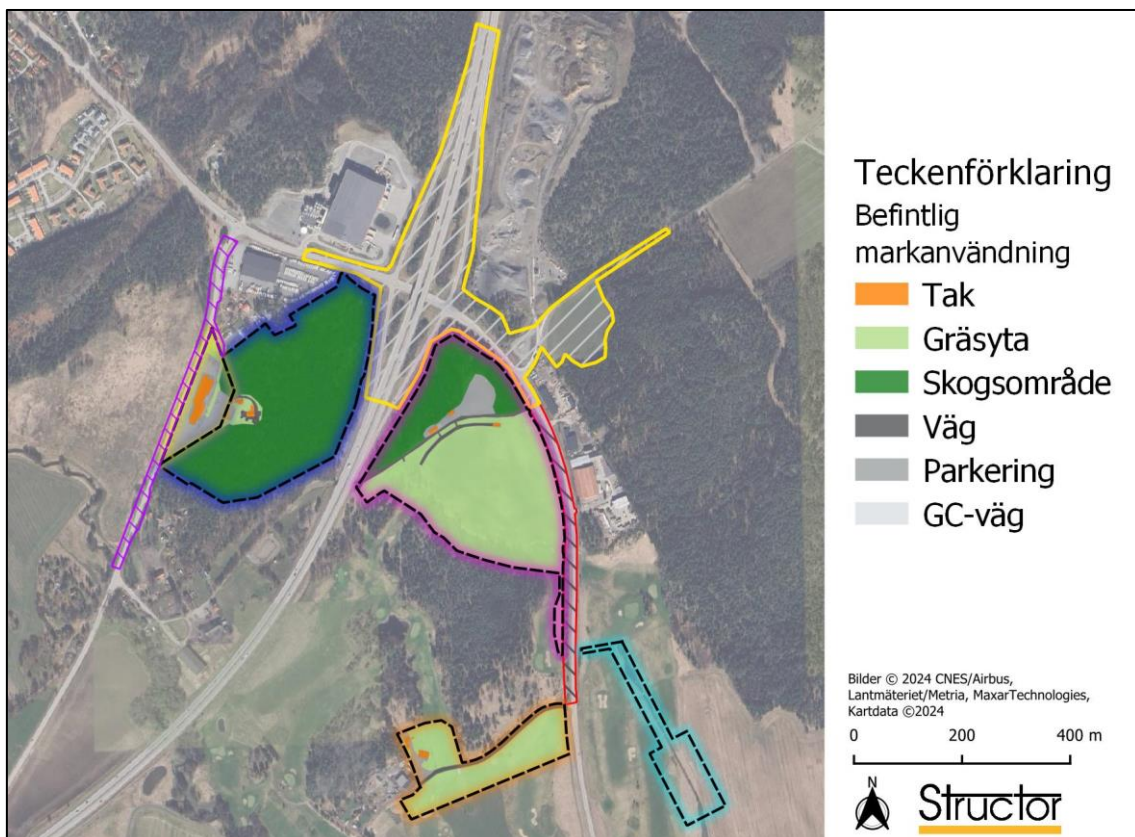 Teckenförklaring
Befintlig
markanvändning
Tak
Gräsyta
Skogsområde
Väg
Parkering
GC-väg
Bilder © 2024 CNES/Airbus,
Lantmäteriet/Metria, MaxarTechnologies,
Kartdata ©2024
0 200 400 m
N
Structor